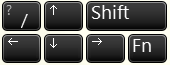 ? / ↑ Shift
← ↓ → Fn